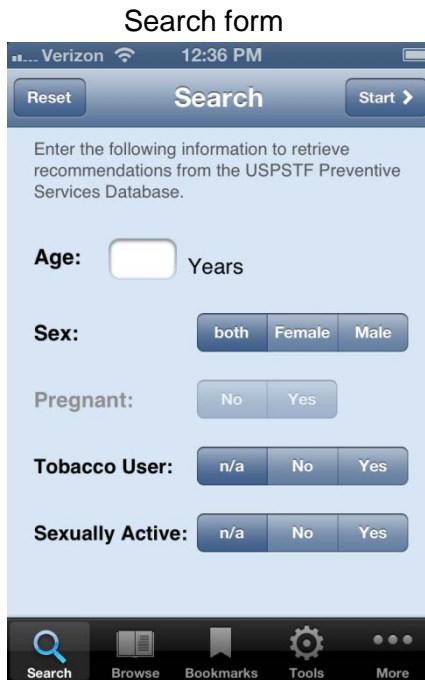 Search form
Verizon 12:36 PM
Reset Search Start
Enter the following information to retrieve
recommendations from the USPSTF Preventive
Services Database.
Age: Years
Sex: both Female Male
Pregnant: No Yes
Tobacco User: n/a No Yes
Sexually Active: n/a No Yes
Search Browse Bookmarks Tools More